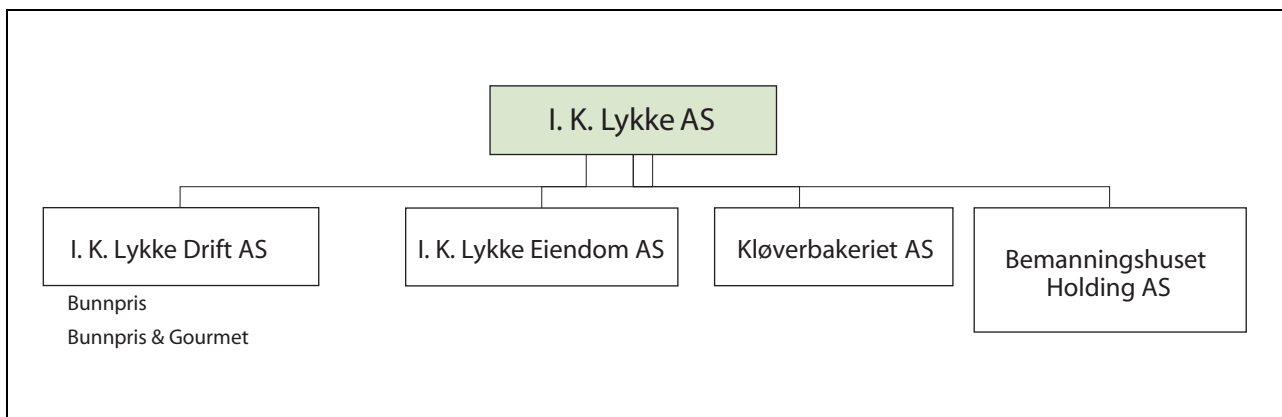 I. K. Lykke AS
I. K. Lykke Drift AS
Bunnpris
Bunnpris & Gourmet
I. K. Lykke Eiendom AS
Kløverbakeriet AS
Bemanningshuset
Holding AS